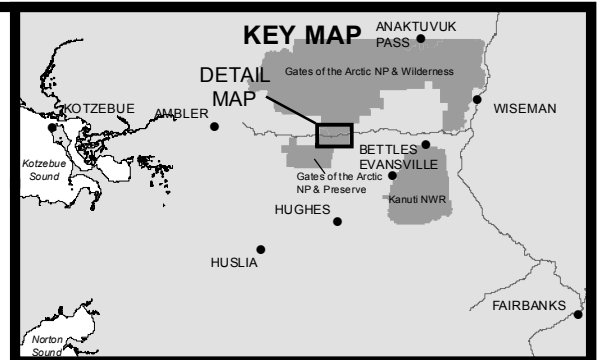 KEY MAP
ANAKTUVUK
PASS
Gates of the Arctic NP & Wilderness
DETAIL
MAP
KOTZEBUE
AMBLER
WISEMAN
Kotzebue
Sound
BETTLES
EVANSVILLE
Gates of the Arctic
NP & Preserve
Kanuti NWR
HUGHES
HUSLIA
FAIRBANKS
Norton
Sound